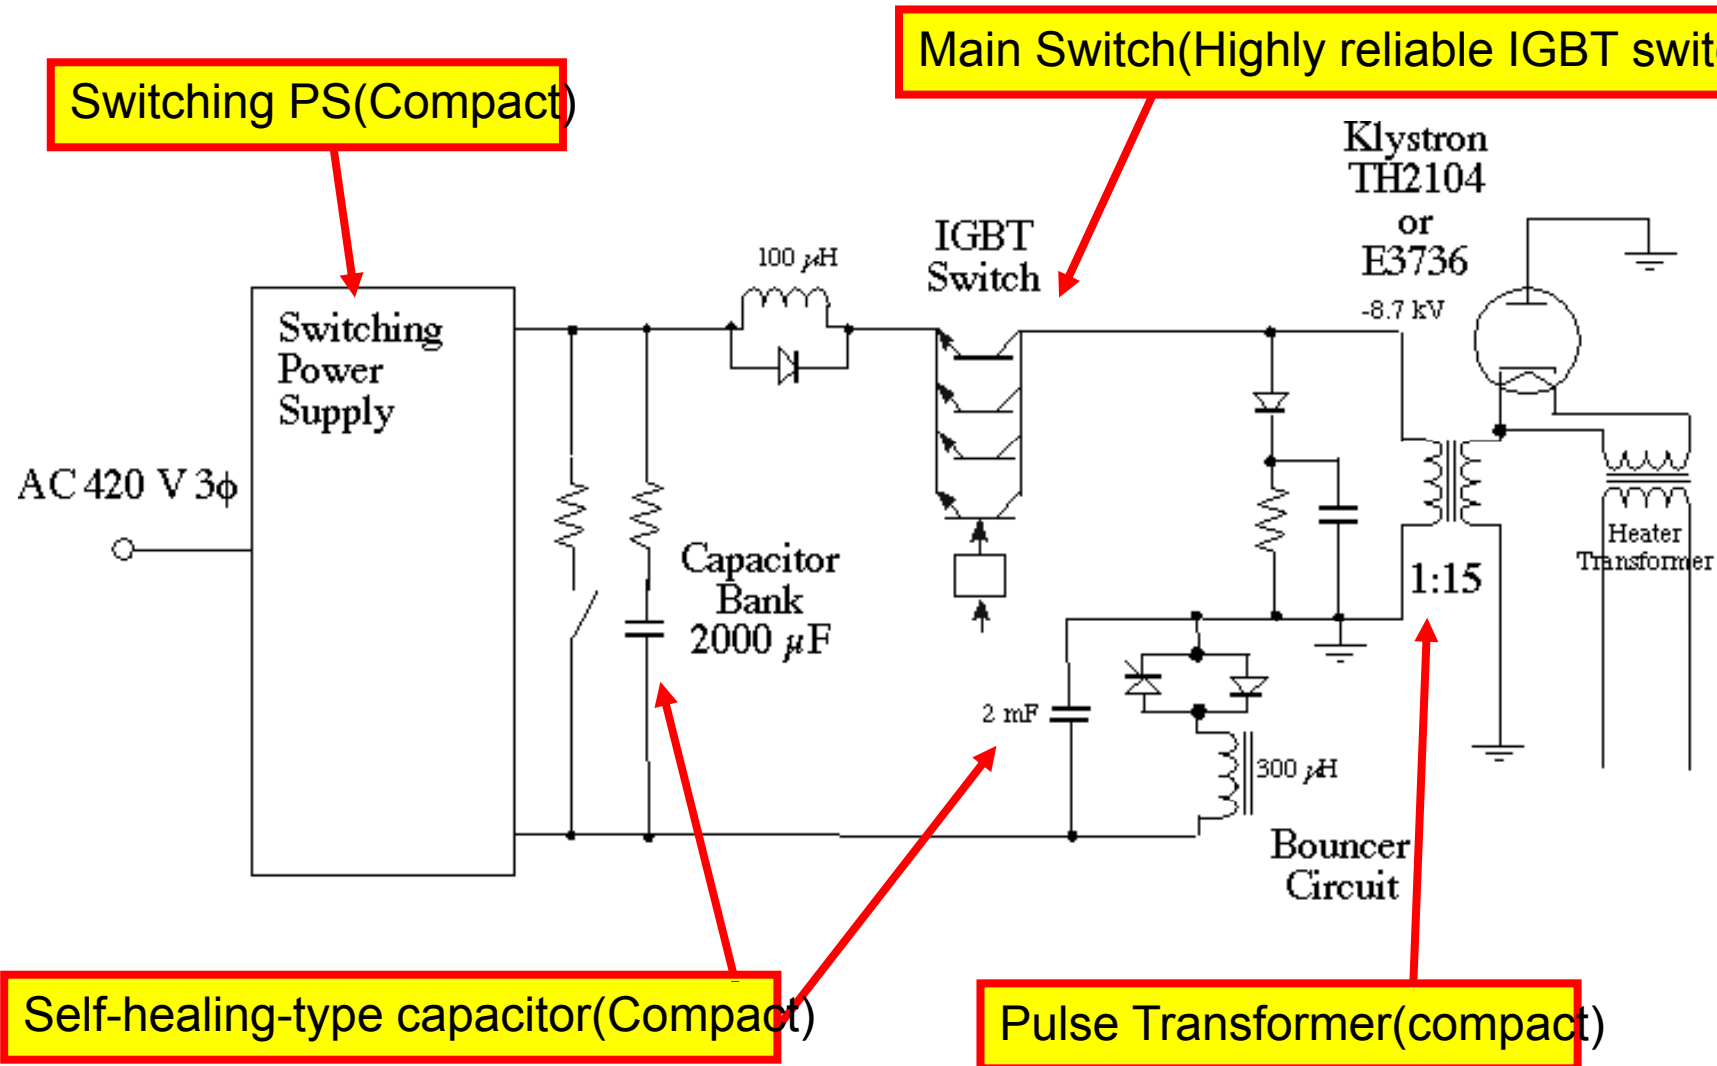 Main Switch(Highly reliable IGBT swit
Switching PS(Compact)
Klystron
TH2104
or
E3736
-8.7 kV
IGBT
Switch
100 μH
Switching
Power
Supply
AC 420 V 3ϕ
Capacitor
Bank
2000 μF
Heater
Transformer
1:15
2 mF
300 μH
Bouncer
Circuit
Self-healing-type capacitor(Compact)
Pulse Transformer(compact)